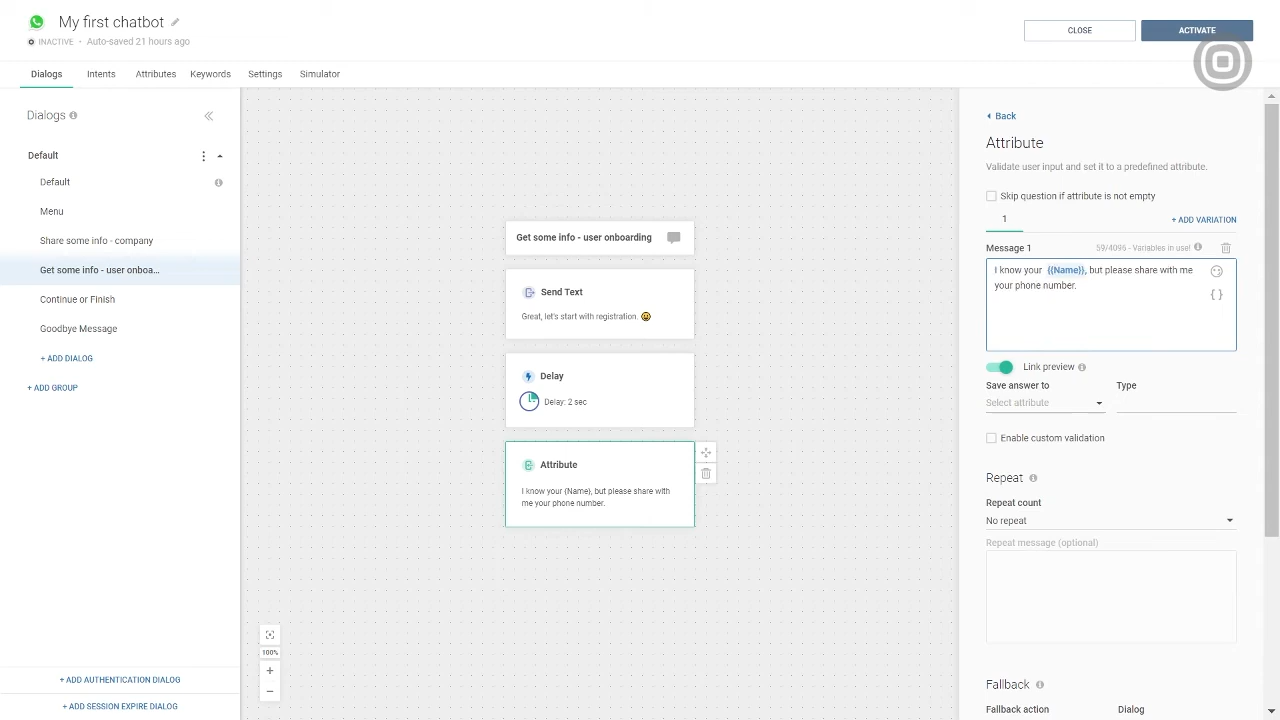 My first chatbot
INACTIVE • Auto-saved 21 hours ago
CLOSE
ACTIVATE
Dialogs
Intents
Attributes
Keywords
Settings
Simulator
Dialogs
Default
Default
Menu
Share some info - company
Get some info - user onboa...
Continue or Finish
Goodbye Message
+ ADD DIALOG
+ ADD GROUP
+ ADD AUTHENTICATION DIALOG
+ ADD SESSION EXPIRE DIALOG
Get some info - user onboarding
Send Text
Great, let's start with registration. 😃
Delay
Delay: 2 sec
Attribute
I know your {Name}, but please share with
me your phone number.
100%
+
−
Back
Attribute
Validate user input and set it to a predefined attribute.
Skip question if attribute is not empty
1
+ ADD VARIATION
Message 1
59/4096 - Variables in use!
I know your {{Name}}, but please share with me
your phone number.
{ }
Link preview
Save answer to
Type
Select attribute
Enable custom validation
Repeat
Repeat count
No repeat
Repeat message (optional)
Fallback
Fallback action
Dialog